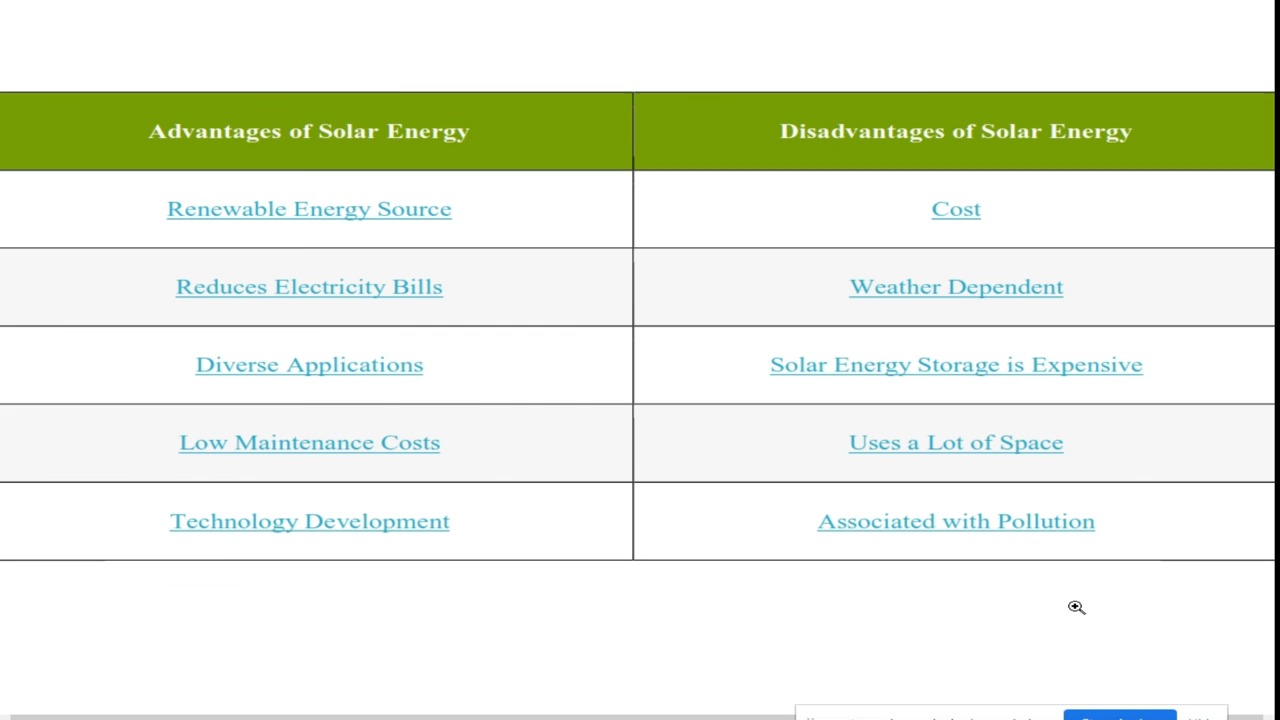 Advantages of Solar Energy
Disadvantages of Solar Energy
Renewable Energy Source
Cost
Reduces Electricity Bills
Weather Dependent
Diverse Applications
Solar Energy Storage is Expensive
Low Maintenance Costs
Uses a Lot of Space
Technology Development
Associated with Pollution